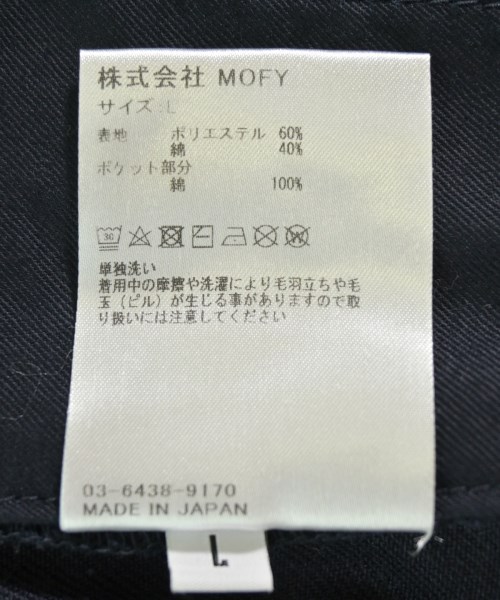 株式会社 MOFY
サイズ:L
表地 ポリエステル 60%
綿 40%
ポケット部分
綿 100%
30
単独洗い
着用中の摩擦や洗濯により毛羽立ちや毛
玉(ピル)が生じる事がありますので取
り扱いには注意してください。
03-6438-9170
MADE IN JAPAN
L